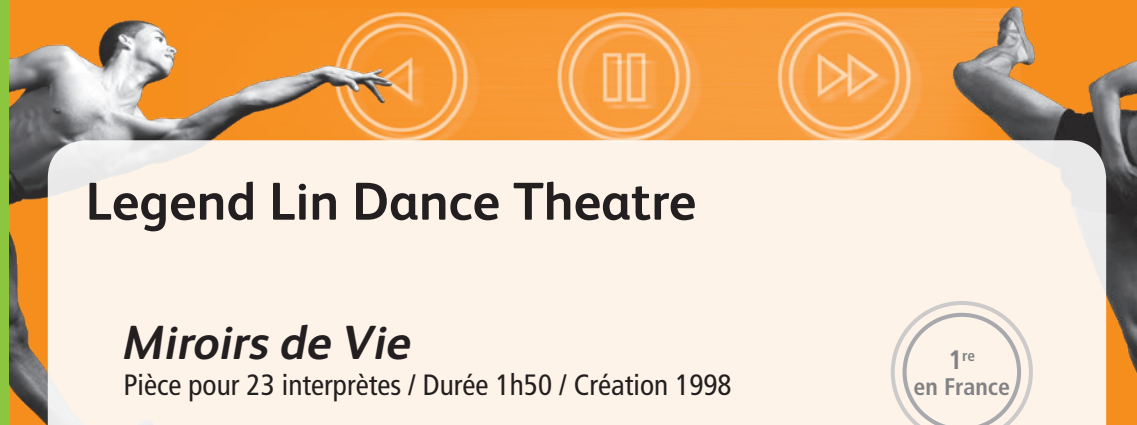 Legend Lin Dance Theatre
Miroirs de Vie
Pièce pour 23 interprètes / Durée 1h50 / Création 1998
1re
en France